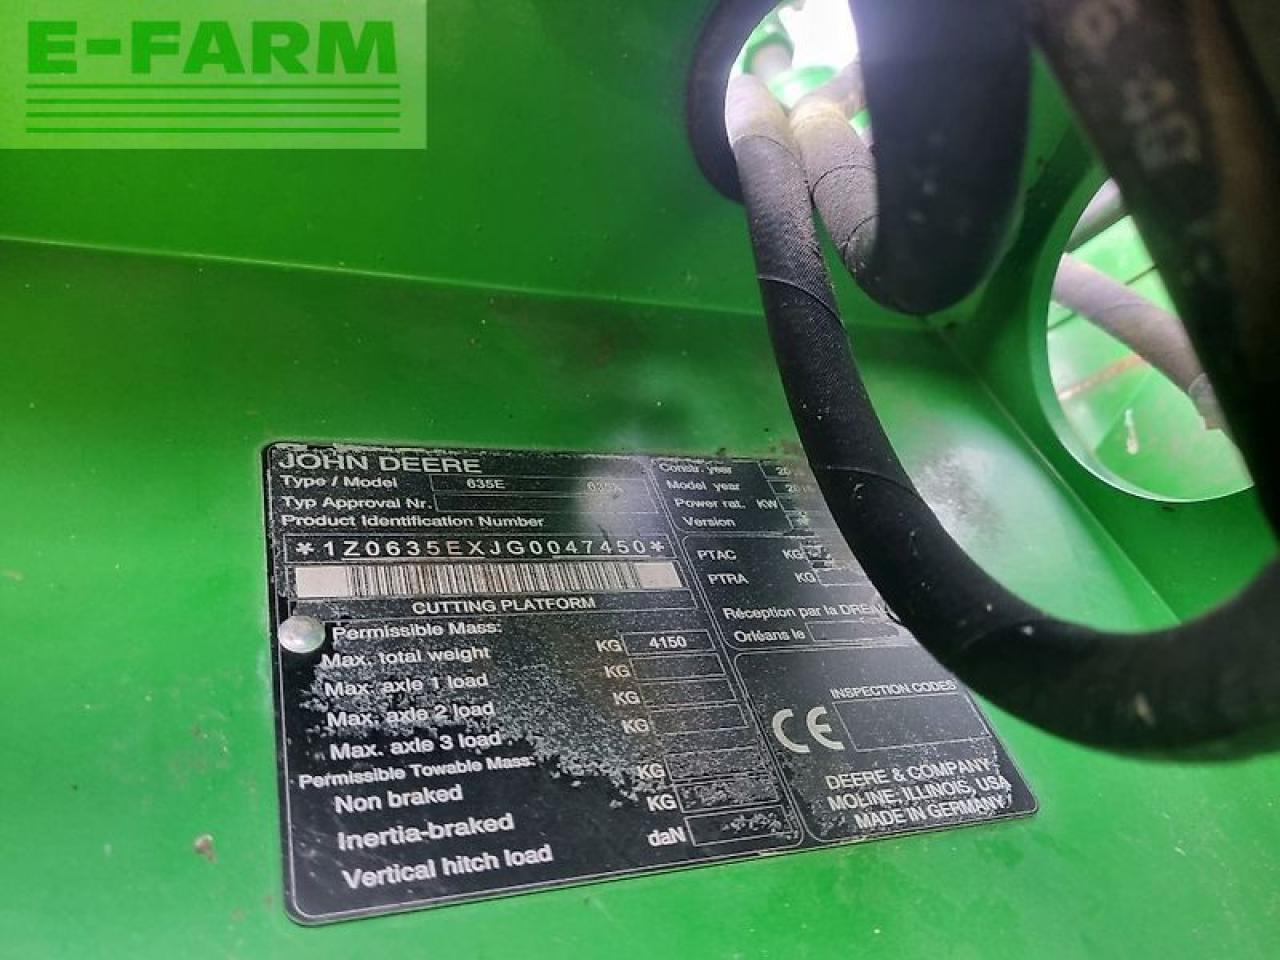 E-FARM
JOHN DEERE
Type / Model 635E
Typ Approval Nr.
Product Identification Number
*1Z0635EXJG0047450*
CUTTING PLATFORM
Permissible Mass:
Max. total weight KG 4150
Max. axle 1 load KG
Max. axle 2 load KG
Max. axle 3 load KG
Permissible Towable Mass:
Non braked KG
Inertia-braked KG
Vertical hitch load daN
Constr. year
Model year
Power rat. KW
Version
PTAC KG
PTRA KG
Réception par la
Orléans le
INSPECTION CODES
CE
DEERE & COMPANY
MOLINE, ILLINOIS, USA
MADE IN GERMANY